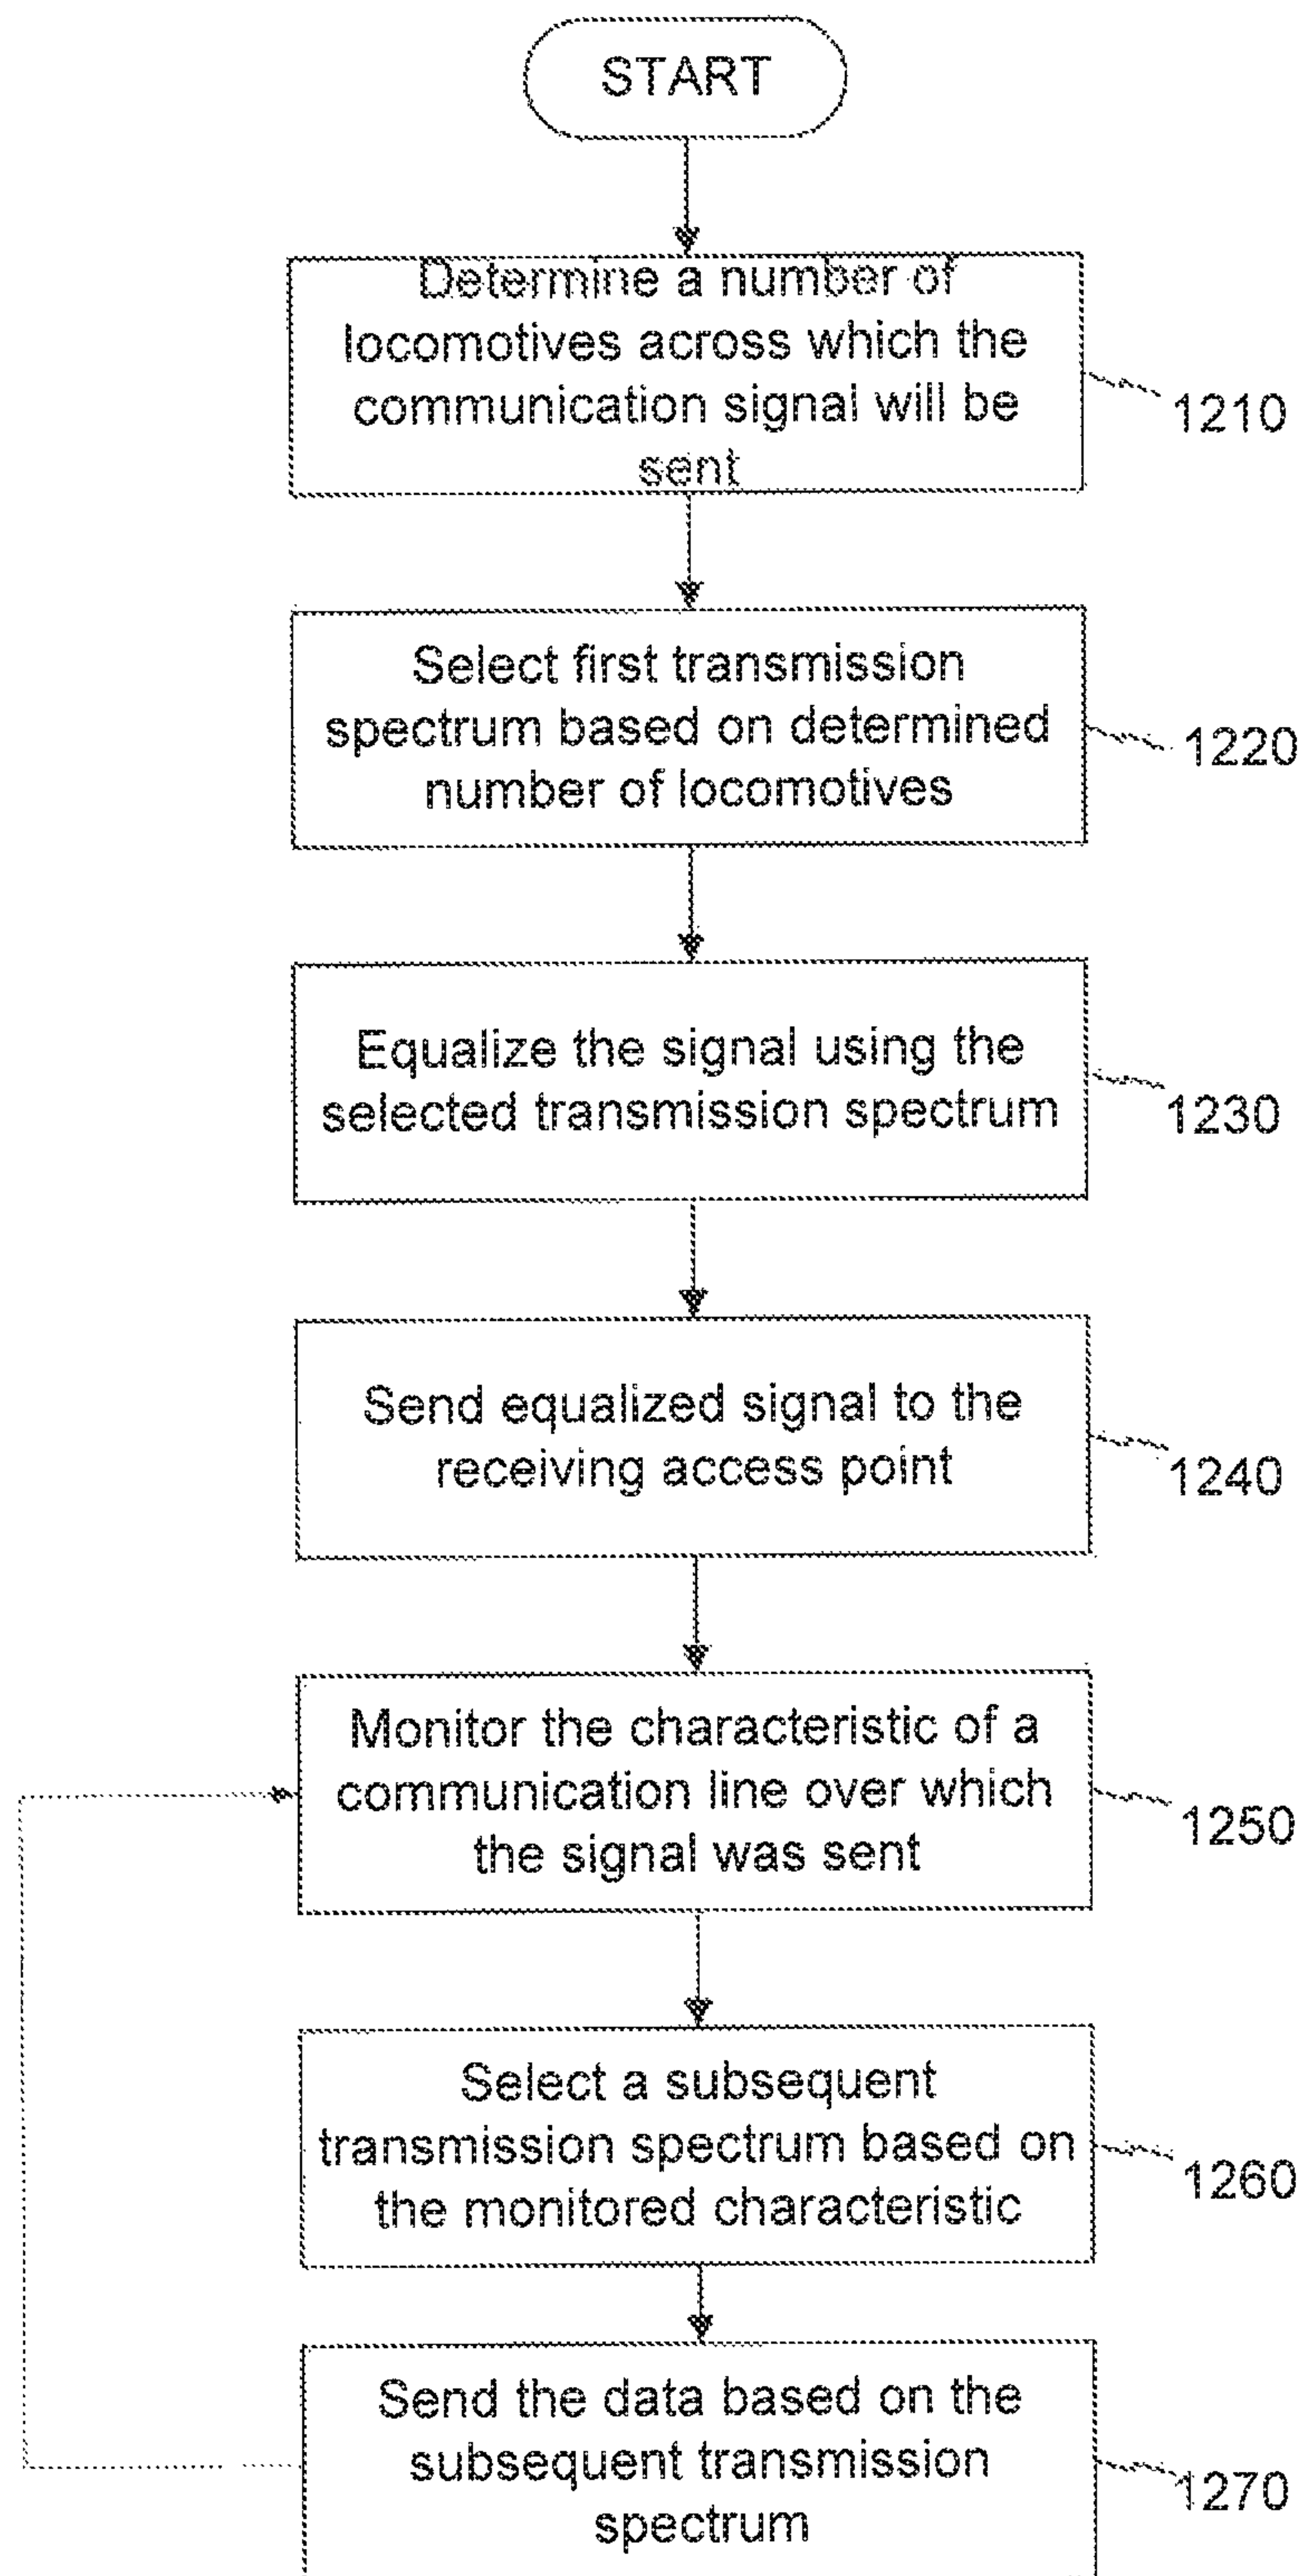 START
Determine a number of
locomotives across which the
communication signal will be
sent
1210
Select first transmission
spectrum based on determined
number of locomotives
1220
Equalize the signal using the
selected transmission spectrum
1230
Send equalized signal to the
receiving access point
1240
Monitor the characteristic of a
communication line over which
the signal was sent
1250
Select a subsequent
transmission spectrum based on
the monitored characteristic
1260
Send the data based on the
subsequent transmission
spectrum
1270